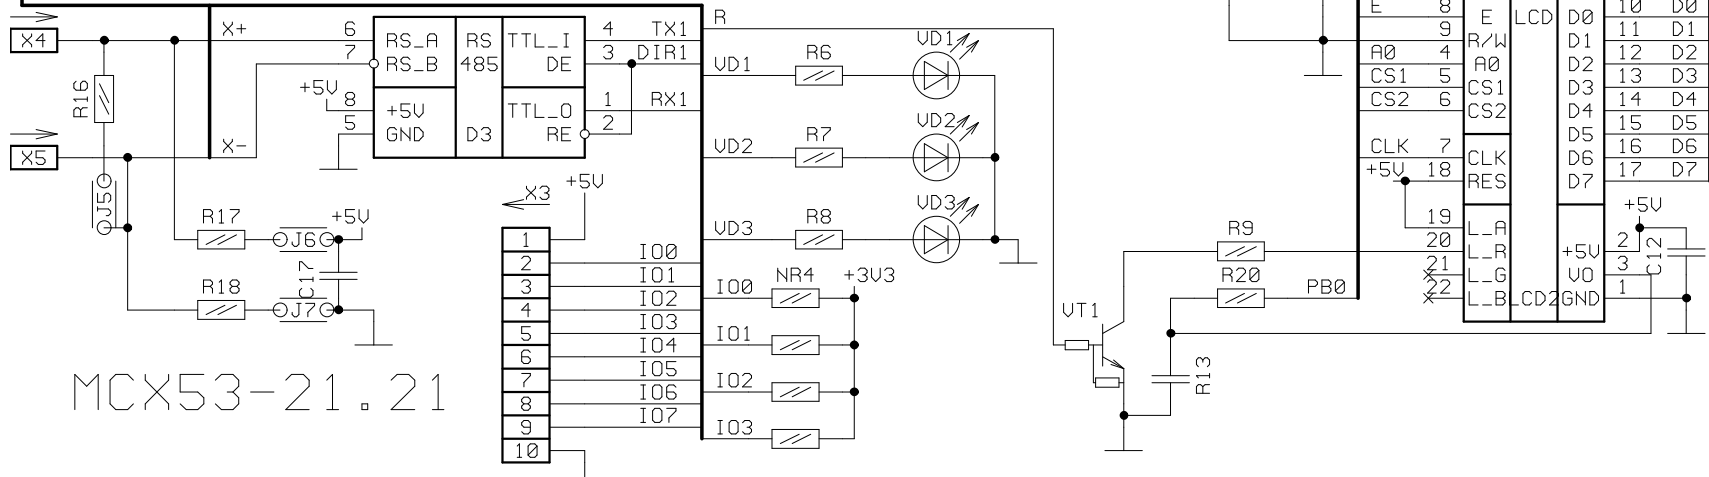 X4
X+
6
7
RS_A
RS_B
RS
485
TTL_I
DE
4
3
TX1
DIR1
R16
+5V
8
5
+5V
GND
D3
TTL_O
RE
1
2
RX1
X5
X-
J5
R17
J6
+5V
C17
R18
J7
MCX53-21.21
X3
+5V
1
2
3
4
5
6
7
8
9
10
IO0
IO1
IO2
IO3
IO4
IO5
IO6
IO7
R
VD1
R6
VD1
VD2
R7
VD2
VD3
R8
VD3
IO0
NR4
+3V3
IO1
IO2
IO3
VT1
R9
R20
PB0
R13
E
8
9
A0
4
CS1
5
CS2
6
CLK
7
+5V
18
19
20
21
22
E
R/W
A0
CS1
CS2
CLK
RES
L_A
L_R
L_G
L_B
LCD
LCD2
D0
D1
D2
D3
D4
D5
D6
D7
+5V
VO
GND
10 D0
11 D1
12 D2
13 D3
14 D4
15 D5
16 D6
17 D7
+5V
2
3
1
C12